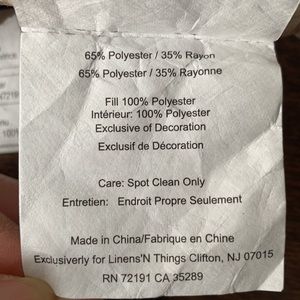 65% Polyester / 35% Rayon
65% Polyester / 35% Rayonne
Fill 100% Polyester
Intérieur: 100% Polyester
Exclusive of Decoration
Exclusif de Décoration
Care: Spot Clean Only
Entretien: Endroit Propre Seulement
Made in China/Fabrique en Chine
Exclusiverly for Linens'N Things Clifton, NJ 07015
RN 72191 CA 35289